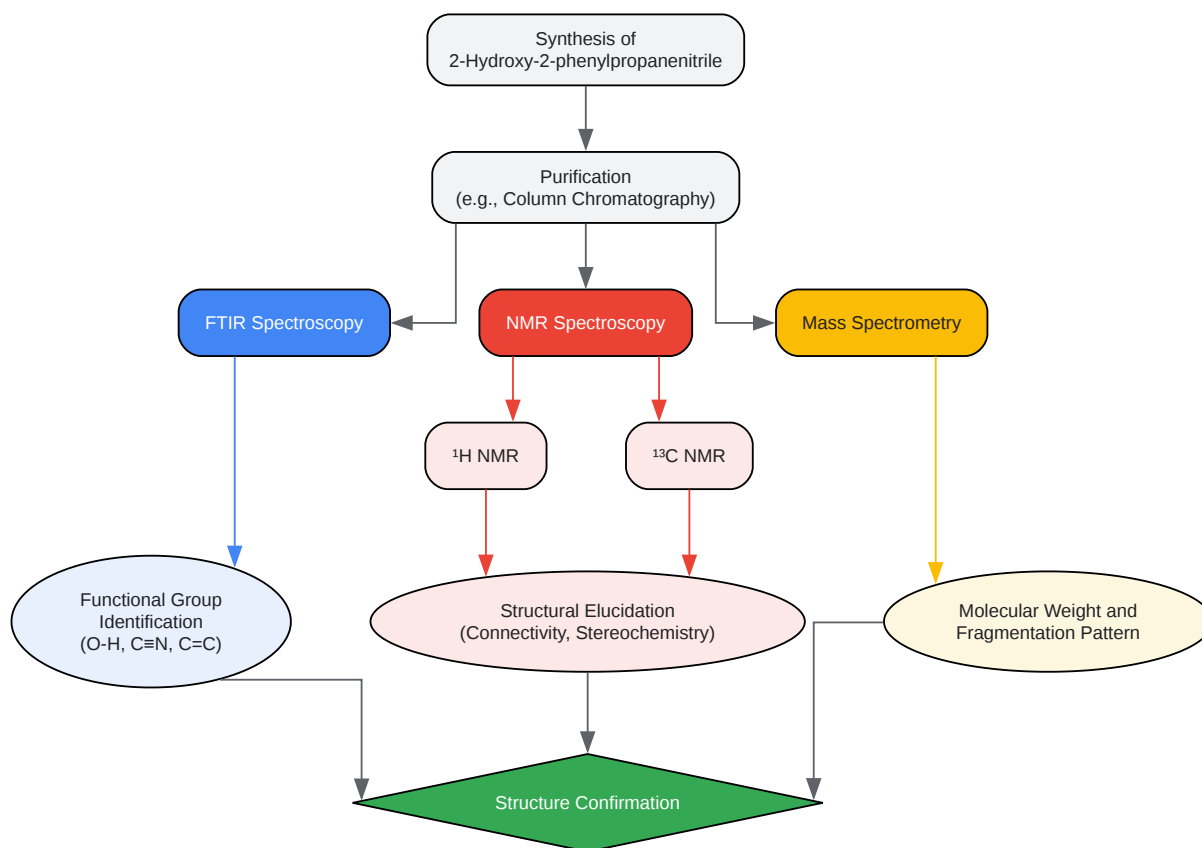 Synthesis of
2-Hydroxy-2-phenylpropanenitrile
Purification
(e.g., Column Chromatography)
FTIR Spectroscopy
NMR Spectroscopy
Mass Spectrometry
¹H NMR
¹³C NMR
Functional Group
Identification
(O-H, C≡N, C=C)
Structural Elucidation
(Connectivity, Stereochemistry)
Molecular Weight and
Fragmentation Pattern
Structure Confirmation